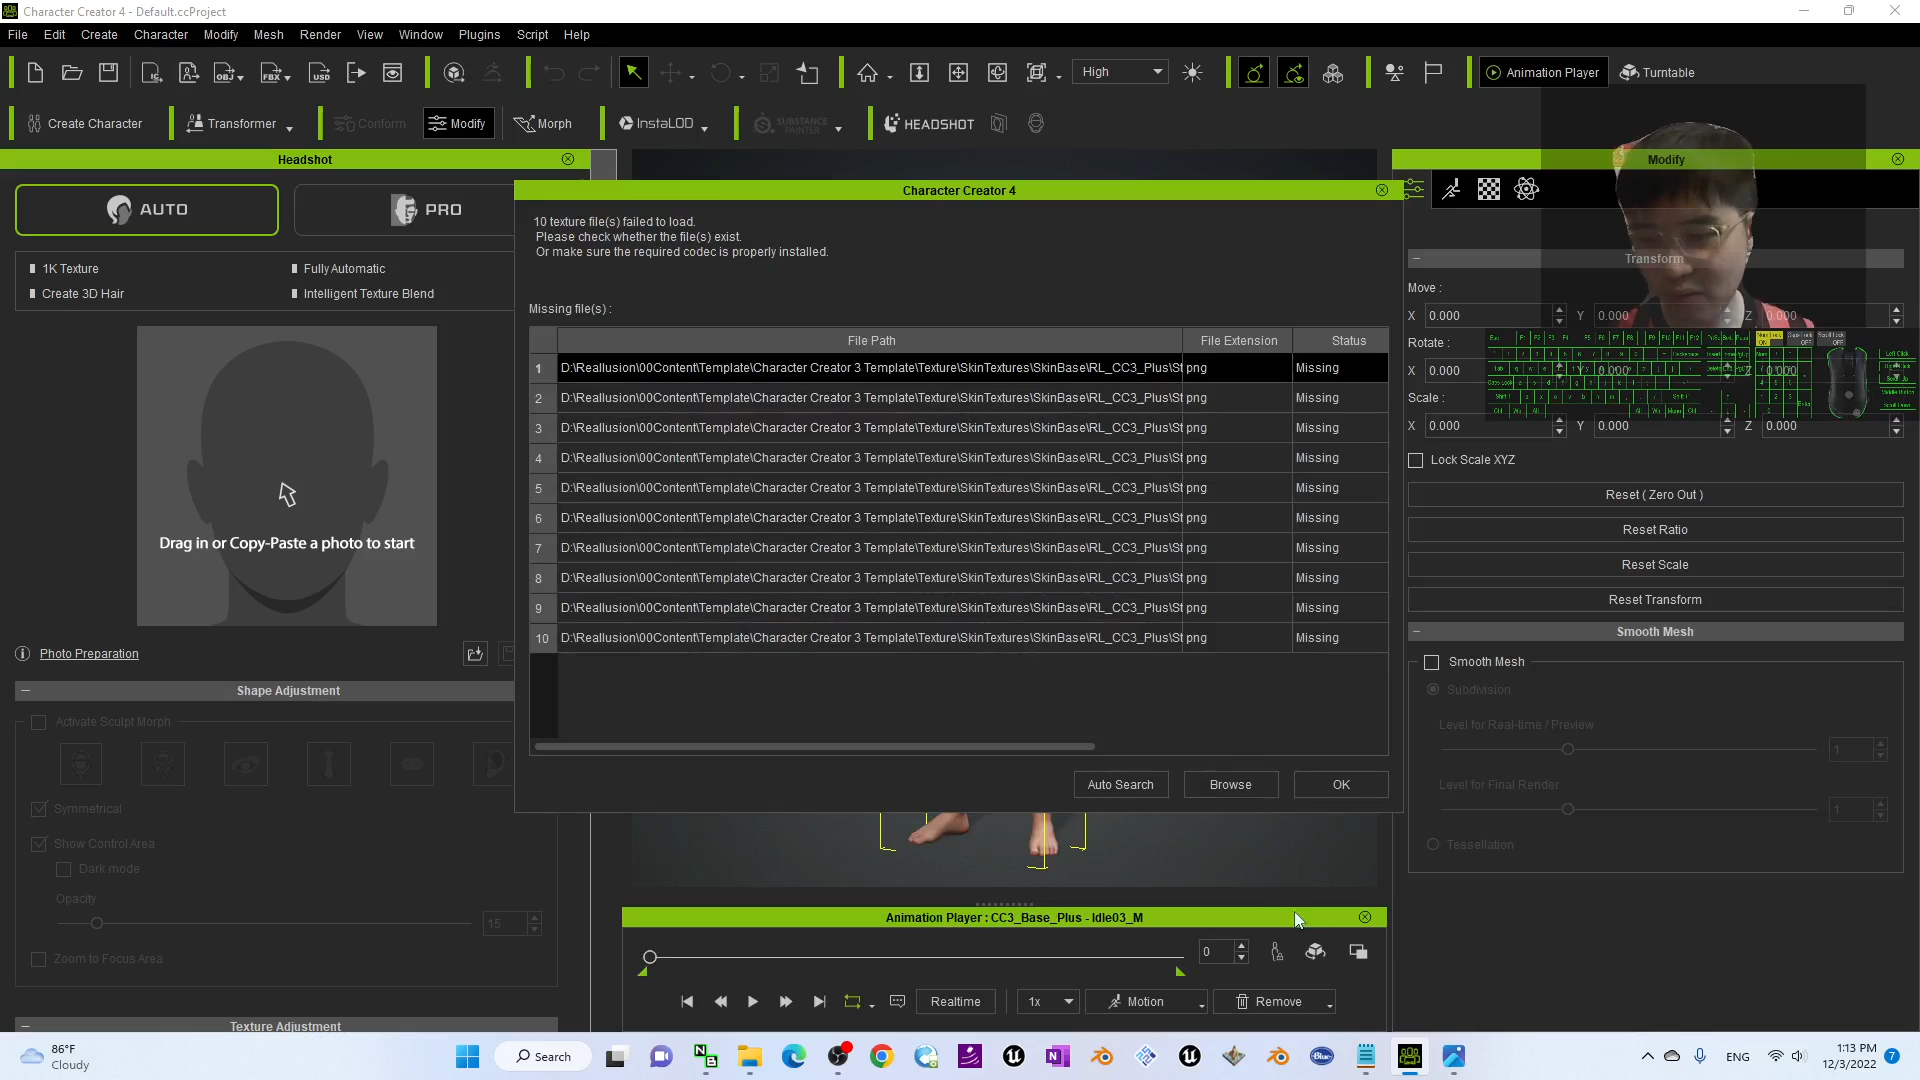 Character Creator 4 - Default.ccProject
File Edit Create Character Modify Mesh Render View Window Plugins Script Help
High
Animation Player
Turntable
Create Character
Transformer
Conform
Modify
Morph
InstaLOD
SUBSTANCE PAINTER
HEADSHOT
Headshot
AUTO
PRO
1K Texture
Fully Automatic
Create 3D Hair
Intelligent Texture Blend
Drag in or Copy-Paste a photo to start
Photo Preparation
Shape Adjustment
Activate Sculpt Morph
Symmetrical
Show Control Area
Dark mode
Opacity
15
Zoom to Focus Area
Texture Adjustment
Character Creator 4
10 texture file(s) failed to load.
Please check whether the file(s) exist.
Or make sure the required codec is properly installed.
Missing file(s) :
File Path File Extension Status
1 D:\Reallusion\00Content\Template\Character Creator 3 Template\Texture\SkinTextures\SkinBase\RL_CC3_Plus\St png Missing
2 D:\Reallusion\00Content\Template\Character Creator 3 Template\Texture\SkinTextures\SkinBase\RL_CC3_Plus\St png Missing
3 D:\Reallusion\00Content\Template\Character Creator 3 Template\Texture\SkinTextures\SkinBase\RL_CC3_Plus\St png Missing
4 D:\Reallusion\00Content\Template\Character Creator 3 Template\Texture\SkinTextures\SkinBase\RL_CC3_Plus\St png Missing
5 D:\Reallusion\00Content\Template\Character Creator 3 Template\Texture\SkinTextures\SkinBase\RL_CC3_Plus\St png Missing
6 D:\Reallusion\00Content\Template\Character Creator 3 Template\Texture\SkinTextures\SkinBase\RL_CC3_Plus\St png Missing
7 D:\Reallusion\00Content\Template\Character Creator 3 Template\Texture\SkinTextures\SkinBase\RL_CC3_Plus\St png Missing
8 D:\Reallusion\00Content\Template\Character Creator 3 Template\Texture\SkinTextures\SkinBase\RL_CC3_Plus\St png Missing
9 D:\Reallusion\00Content\Template\Character Creator 3 Template\Texture\SkinTextures\SkinBase\RL_CC3_Plus\St png Missing
10 D:\Reallusion\00Content\Template\Character Creator 3 Template\Texture\SkinTextures\SkinBase\RL_CC3_Plus\St png Missing
Auto Search Browse OK
Animation Player : CC3_Base_Plus - Idle03_M
0
Realtime
1x
Motion
Remove
Modify
Transform
Move :
X 0.000 Y 0.000 Z 0.000
Rotate :
X 0.000 0.000 0.000
Scale :
X 0.000 Y 0.000 Z 0.000
Lock Scale XYZ
Reset ( Zero Out )
Reset Ratio
Reset Scale
Reset Transform
Smooth Mesh
Smooth Mesh
Subdivision
Level for Real-time / Preview
1
Level for Final Render
1
Tessellation
86°F
Cloudy
Search
ENG
1:13 PM
12/3/2022
7